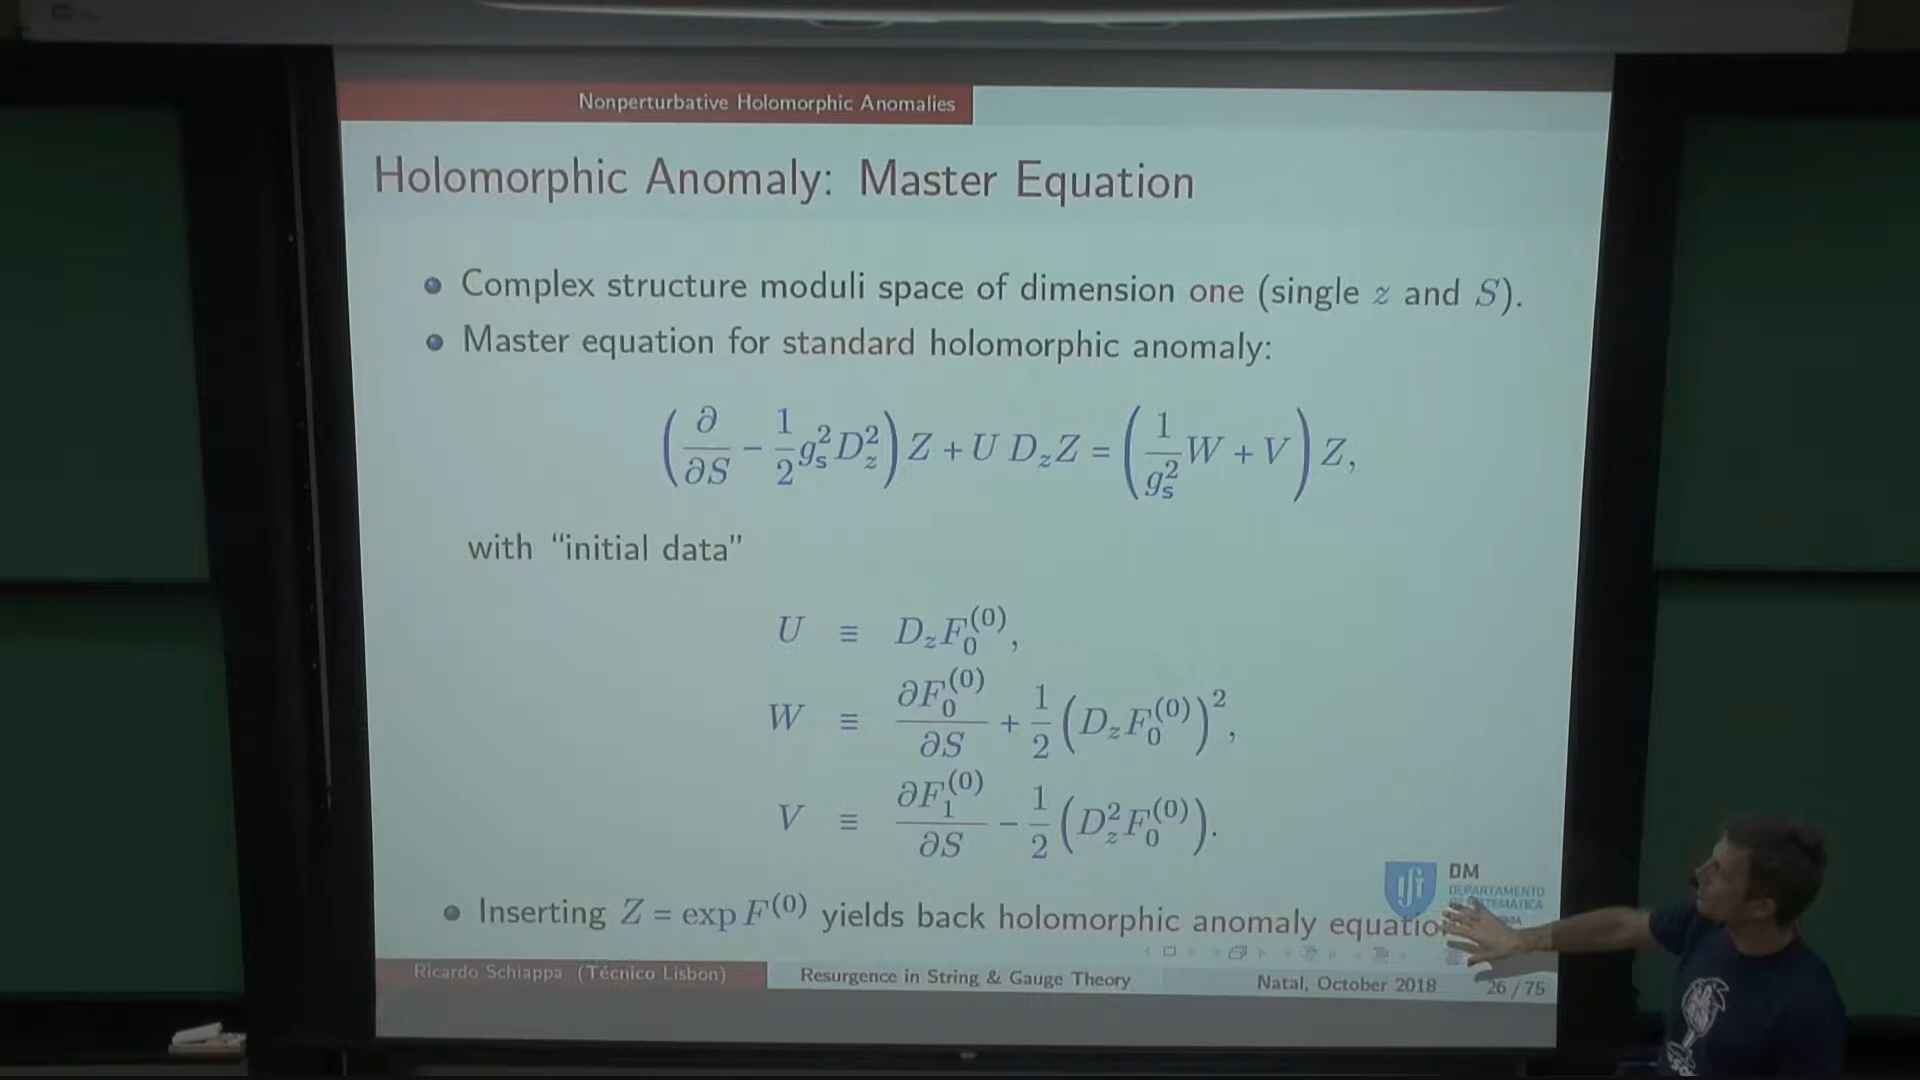 Nonperturbative Holomorphic Anomalies
Holomorphic Anomaly: Master Equation
Complex structure moduli space of dimension one (single z and S).
Master equation for standard holomorphic anomaly:
(∂/∂S − 1/2 g_s^2 D_z^2) Z + U D_z Z = (1/g_s^2 W + V) Z,
with “initial data”
U ≡ D_z F_0^(0),
W ≡ ∂F_0^(0)/∂S + 1/2 (D_z F_0^(0))^2,
V ≡ ∂F_1^(0)/∂S − 1/2 (D_z^2 F_0^(0)).
DM
DEPARTAMENTO
Inserting Z = exp F^(0) yields back holomorphic anomaly
Ricardo Schiappa (Técnico Lisbon)
Resurgence in String & Gauge Theory
Natal, October 2018
26 / 75